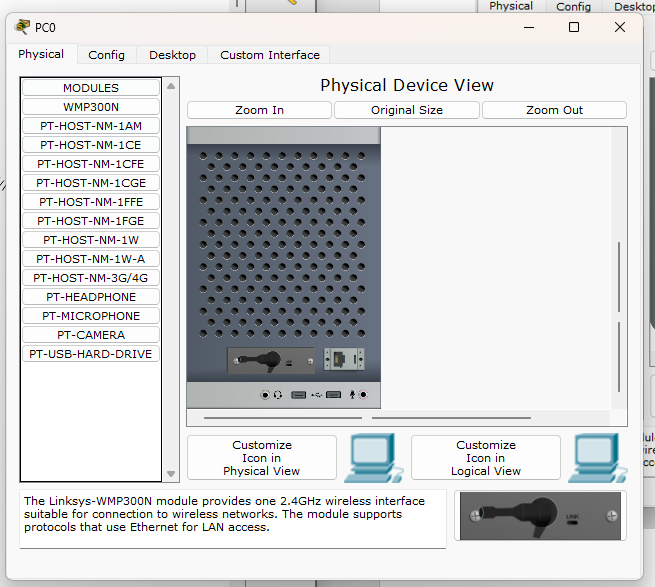 Physical
Config
Desktop
PC0
Physical
Config
Desktop
Custom Interface
MODULES
WMP300N
PT-HOST-NM-1AM
PT-HOST-NM-1CE
PT-HOST-NM-1CFE
PT-HOST-NM-1CGE
PT-HOST-NM-1FFE
PT-HOST-NM-1FGE
PT-HOST-NM-1W
PT-HOST-NM-1W-A
PT-HOST-NM-3G/4G
PT-HEADPHONE
PT-MICROPHONE
PT-CAMERA
PT-USB-HARD-DRIVE
Physical Device View
Zoom In
Original Size
Zoom Out
Customize
Icon in
Physical View
Customize
Icon in
Logical View
The Linksys-WMP300N module provides one 2.4GHz wireless interface
suitable for connection to wireless networks. The module supports
protocols that use Ethernet for LAN access.
LINK